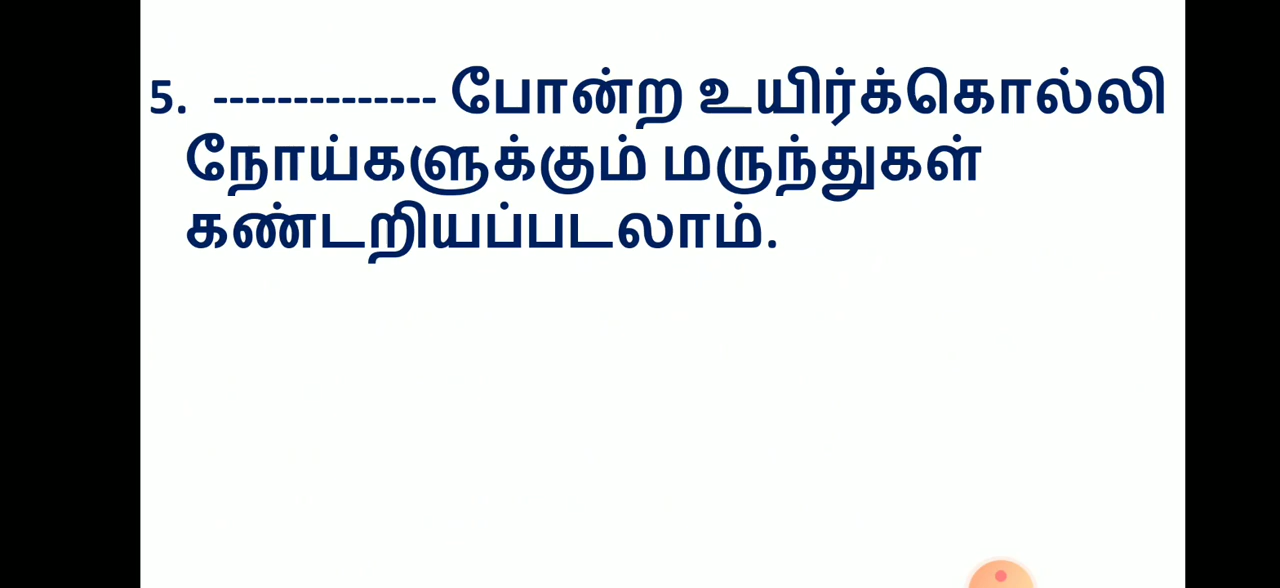 5. -------------- போன்ற உயிர்க்கொல்லி
நோய்களுக்கும் மருந்துகள்
கண்டறியப்படலாம்.